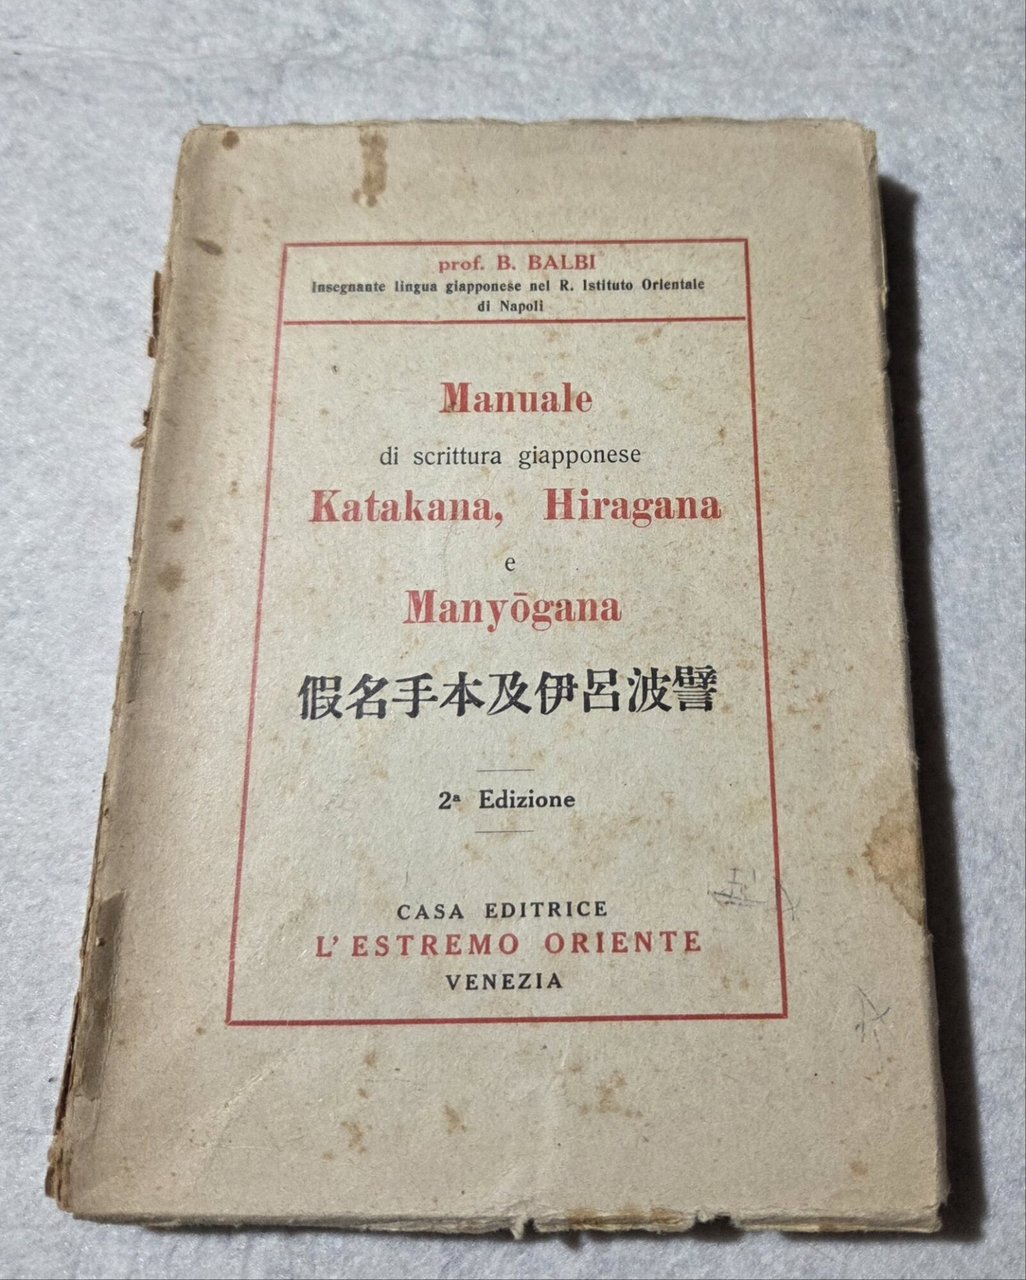 prof. B. BALBI
Insegnante lingua giapponese nel R. Istituto Orientale
di Napoli
Manuale
di scrittura giapponese
Katakana, Hiragana
e
Manyōgana
假名手本及伊呂波譬
2ª Edizione
CASA EDITRICE
L' ESTREMO ORIENTE
VENEZIA